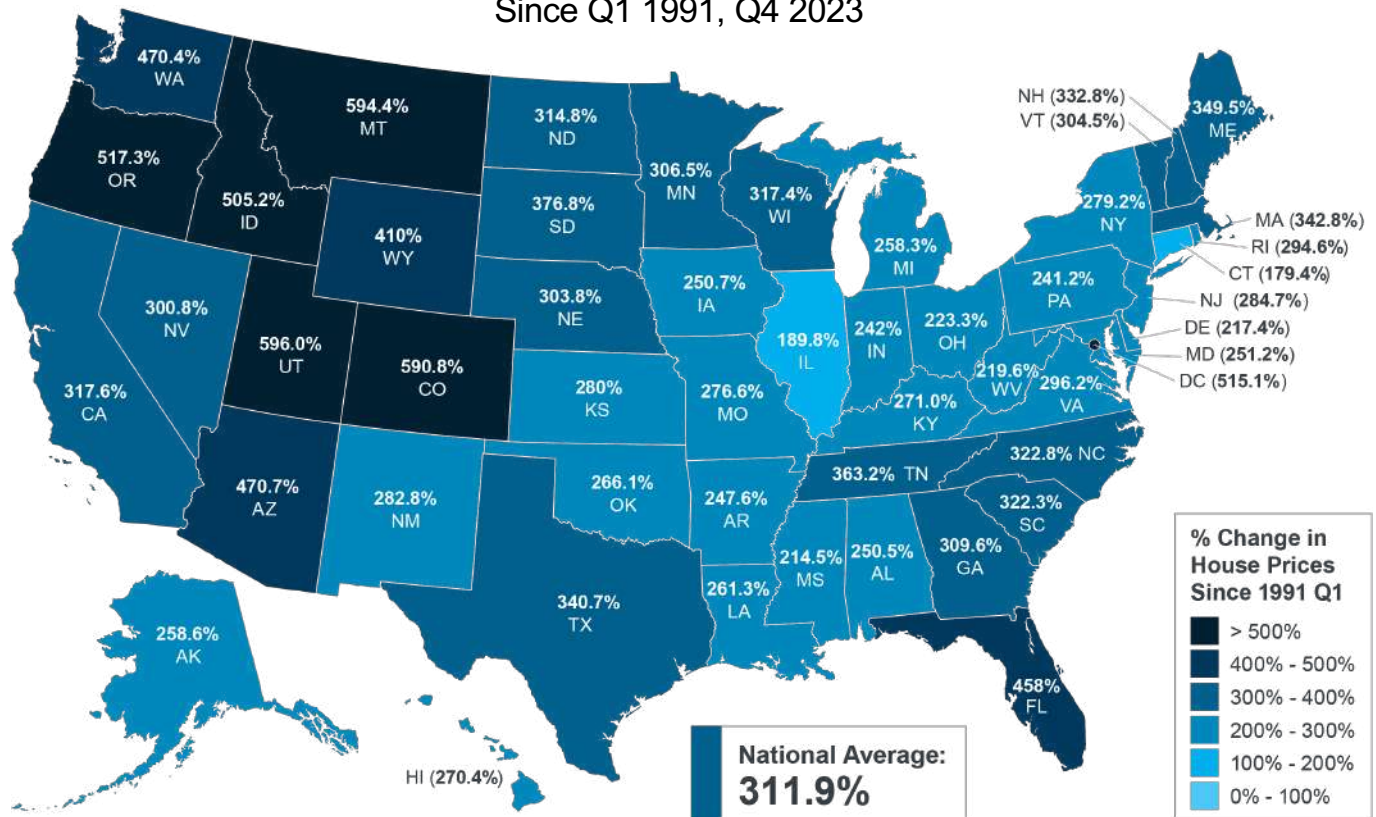 Since Q1 1991, Q4 2023
470.4%
WA
594.4%
MT
314.8%
ND
306.5%
MN
317.4%
WI
NH (332.8%)
VT (304.5%)
349.5%
ME
517.3%
OR
505.2%
ID
376.8%
SD
258.3%
MI
279.2%
NY
MA (342.8%)
RI (294.6%)
CT (179.4%)
NJ (284.7%)
DE (217.4%)
MD (251.2%)
DC (515.1%)
410%
WY
300.8%
NV
596.0%
UT
590.8%
CO
303.8%
NE
250.7%
IA
189.8%
IL
242%
IN
223.3%
OH
241.2%
PA
317.6%
CA
280%
KS
276.6%
MO
271.0%
KY
219.6%
WV
296.2%
VA
470.7%
AZ
282.8%
NM
266.1%
OK
247.6%
AR
363.2% TN
322.8% NC
322.3%
SC
340.7%
TX
261.3%
LA
214.5%
MS
250.5%
AL
309.6%
GA
458%
FL
258.6%
AK
HI (270.4%)
National Average:
311.9%
% Change in
House Prices
Since 1991 Q1
> 500%
400% - 500%
300% - 400%
200% - 300%
100% - 200%
0% - 100%